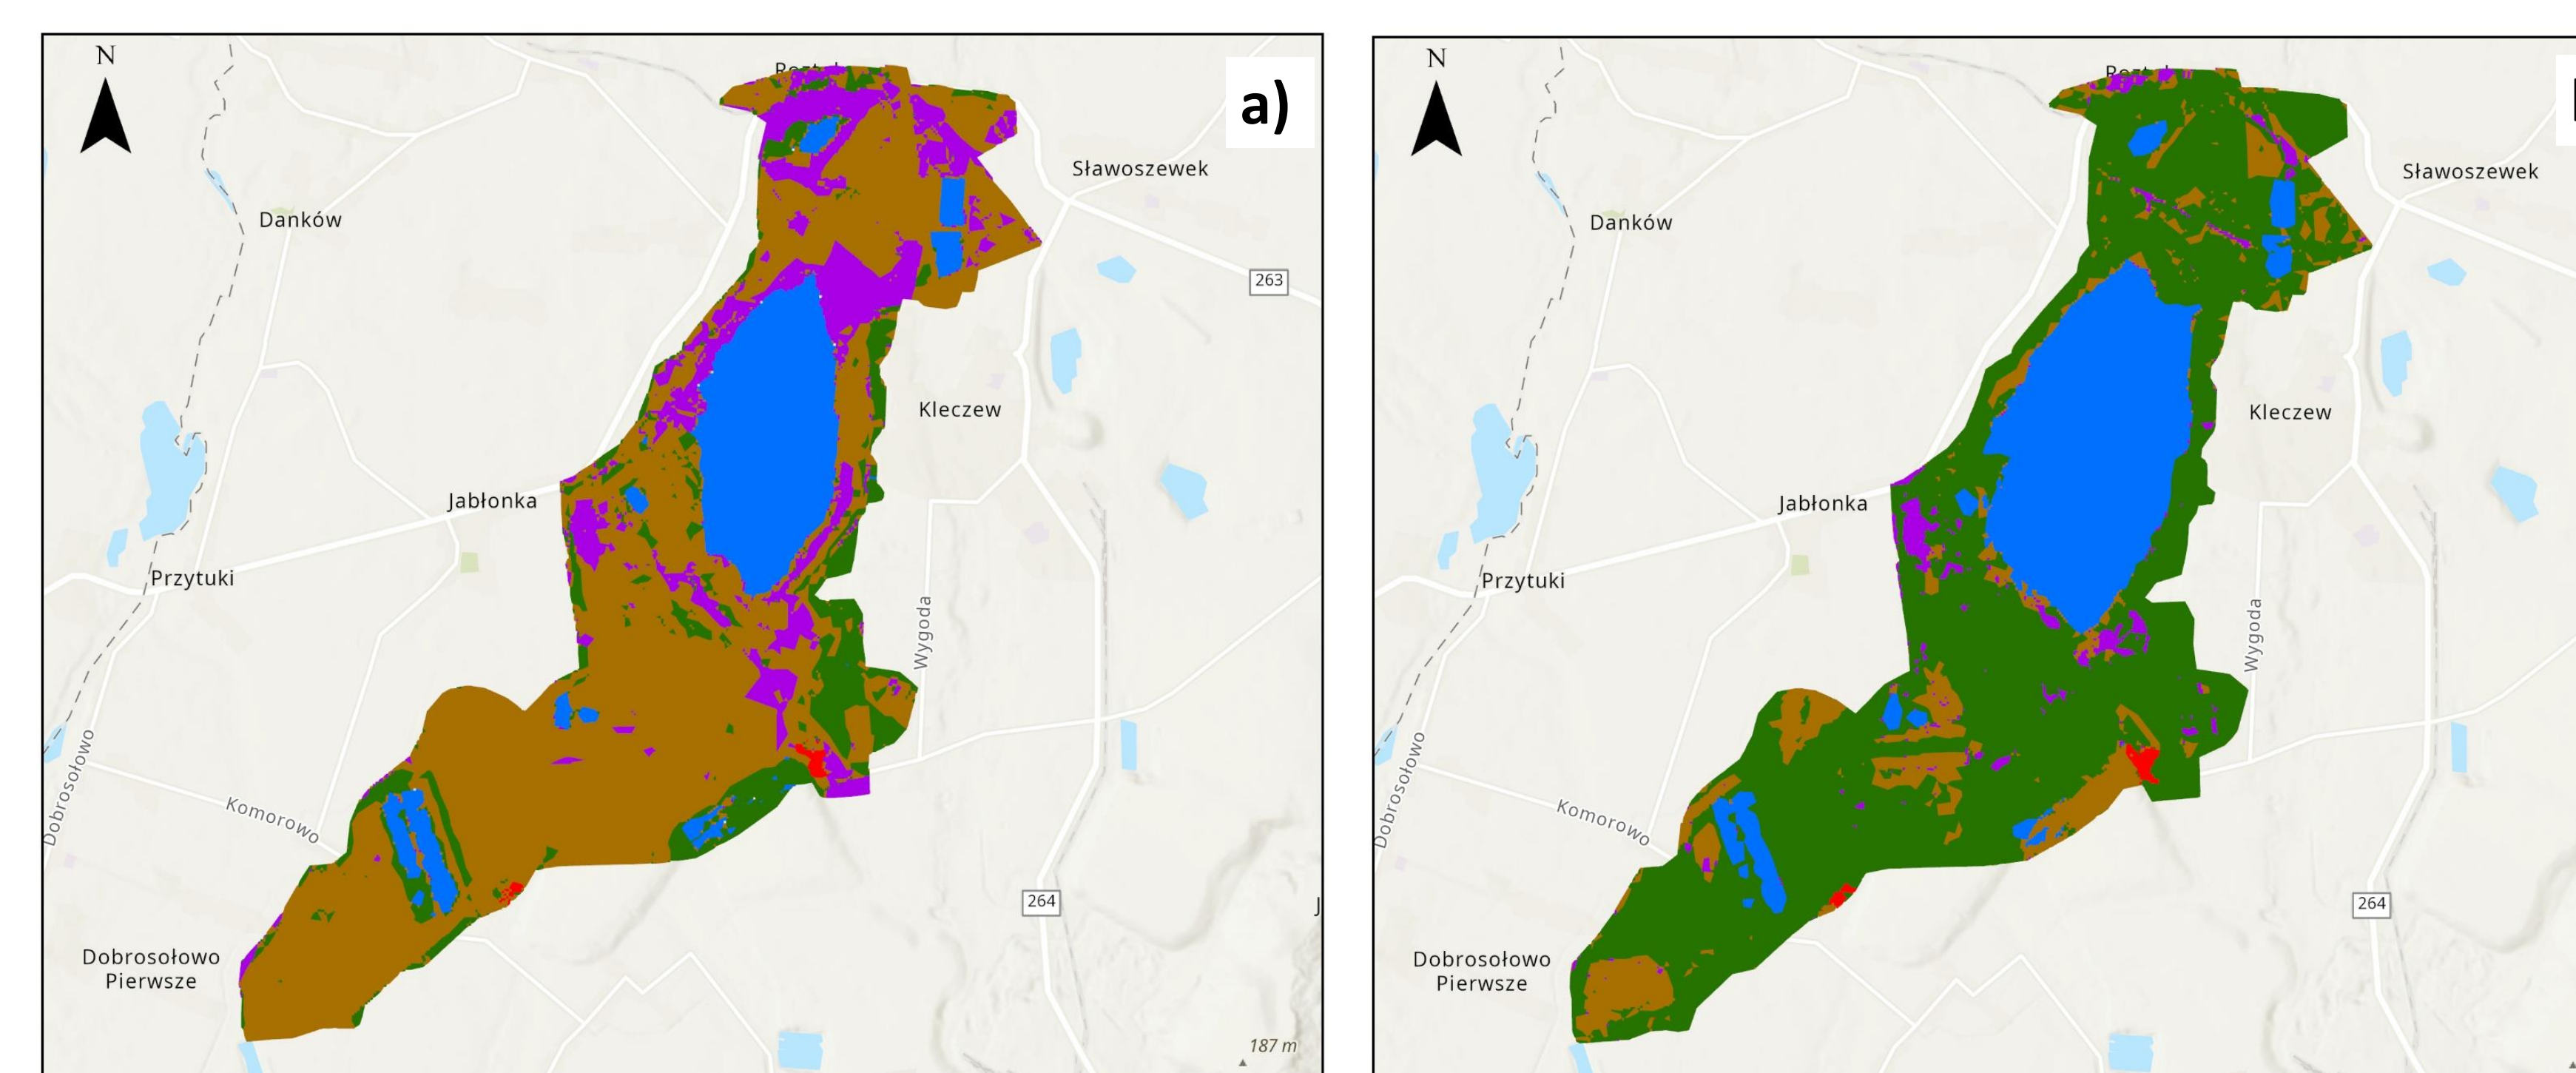 N
a)
Sławoszewek
Danków
263
Kleczew
Jabłonka
Przytuki
Wygoda
Dobrosołowo
Komorowo
264
Dobrosołowo
Pierwsze
187 m
N
Sławoszewek
Danków
Kleczew
Jabłonka
Przytuki
Wygoda
Dobrosołowo
Komorowo
264
Dobrosołowo
Pierwsze